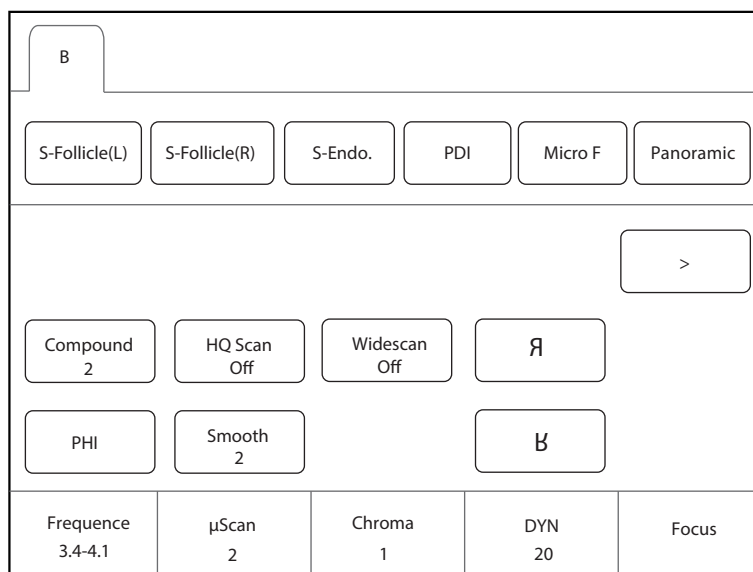 B
S-Follicle(L)
S-Follicle(R)
S-Endo.
PDI
Micro F
Panoramic
>
Compound
2
HQ Scan
Off
Widescan
Off
Я
PHI
Smooth
2
ʁ
Frequence
3.4-4.1
µScan
2
Chroma
1
DYN
20
Focus